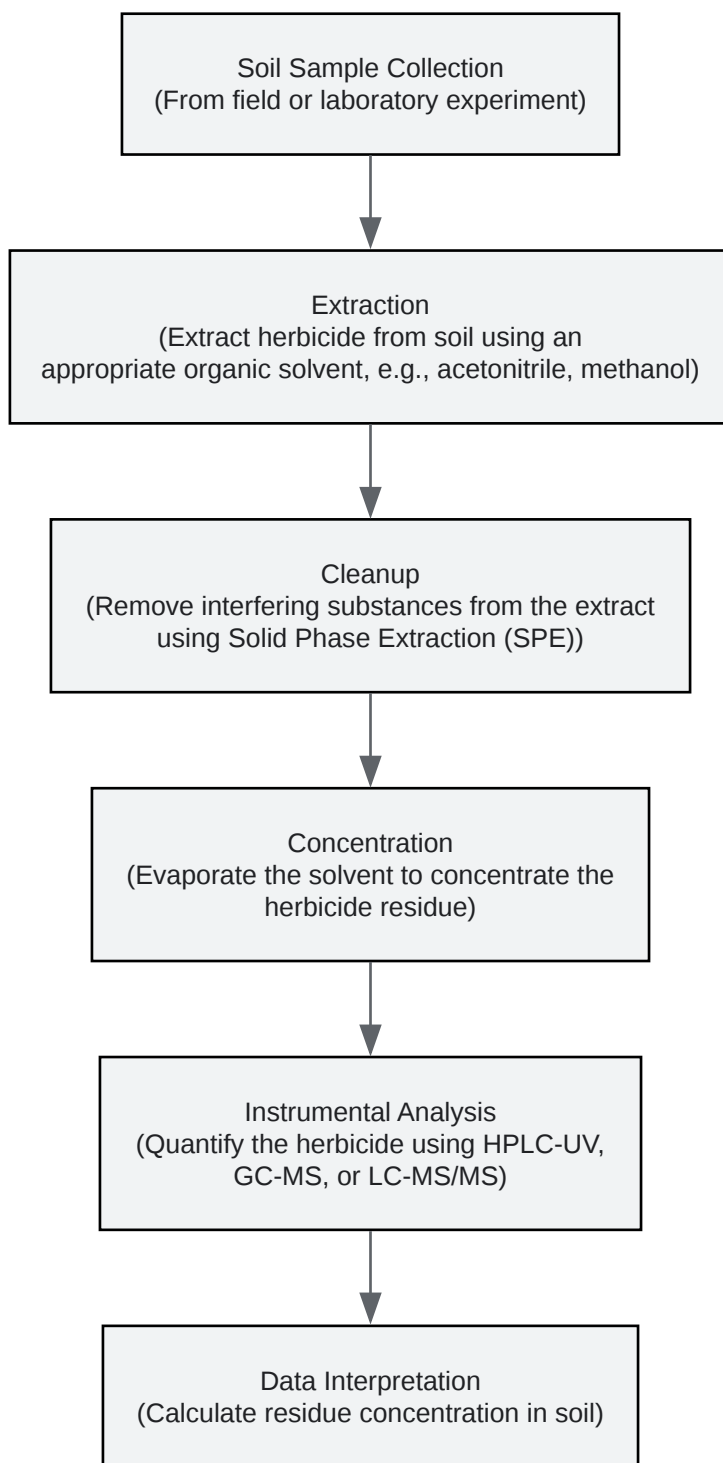 Soil Sample Collection
(From field or laboratory experiment)
Extraction
(Extract herbicide from soil using an
appropriate organic solvent, e.g., acetonitrile, methanol)
Cleanup
(Remove interfering substances from the extract
using Solid Phase Extraction (SPE))
Concentration
(Evaporate the solvent to concentrate the
herbicide residue)
Instrumental Analysis
(Quantify the herbicide using HPLC-UV,
GC-MS, or LC-MS/MS)
Data Interpretation
(Calculate residue concentration in soil)